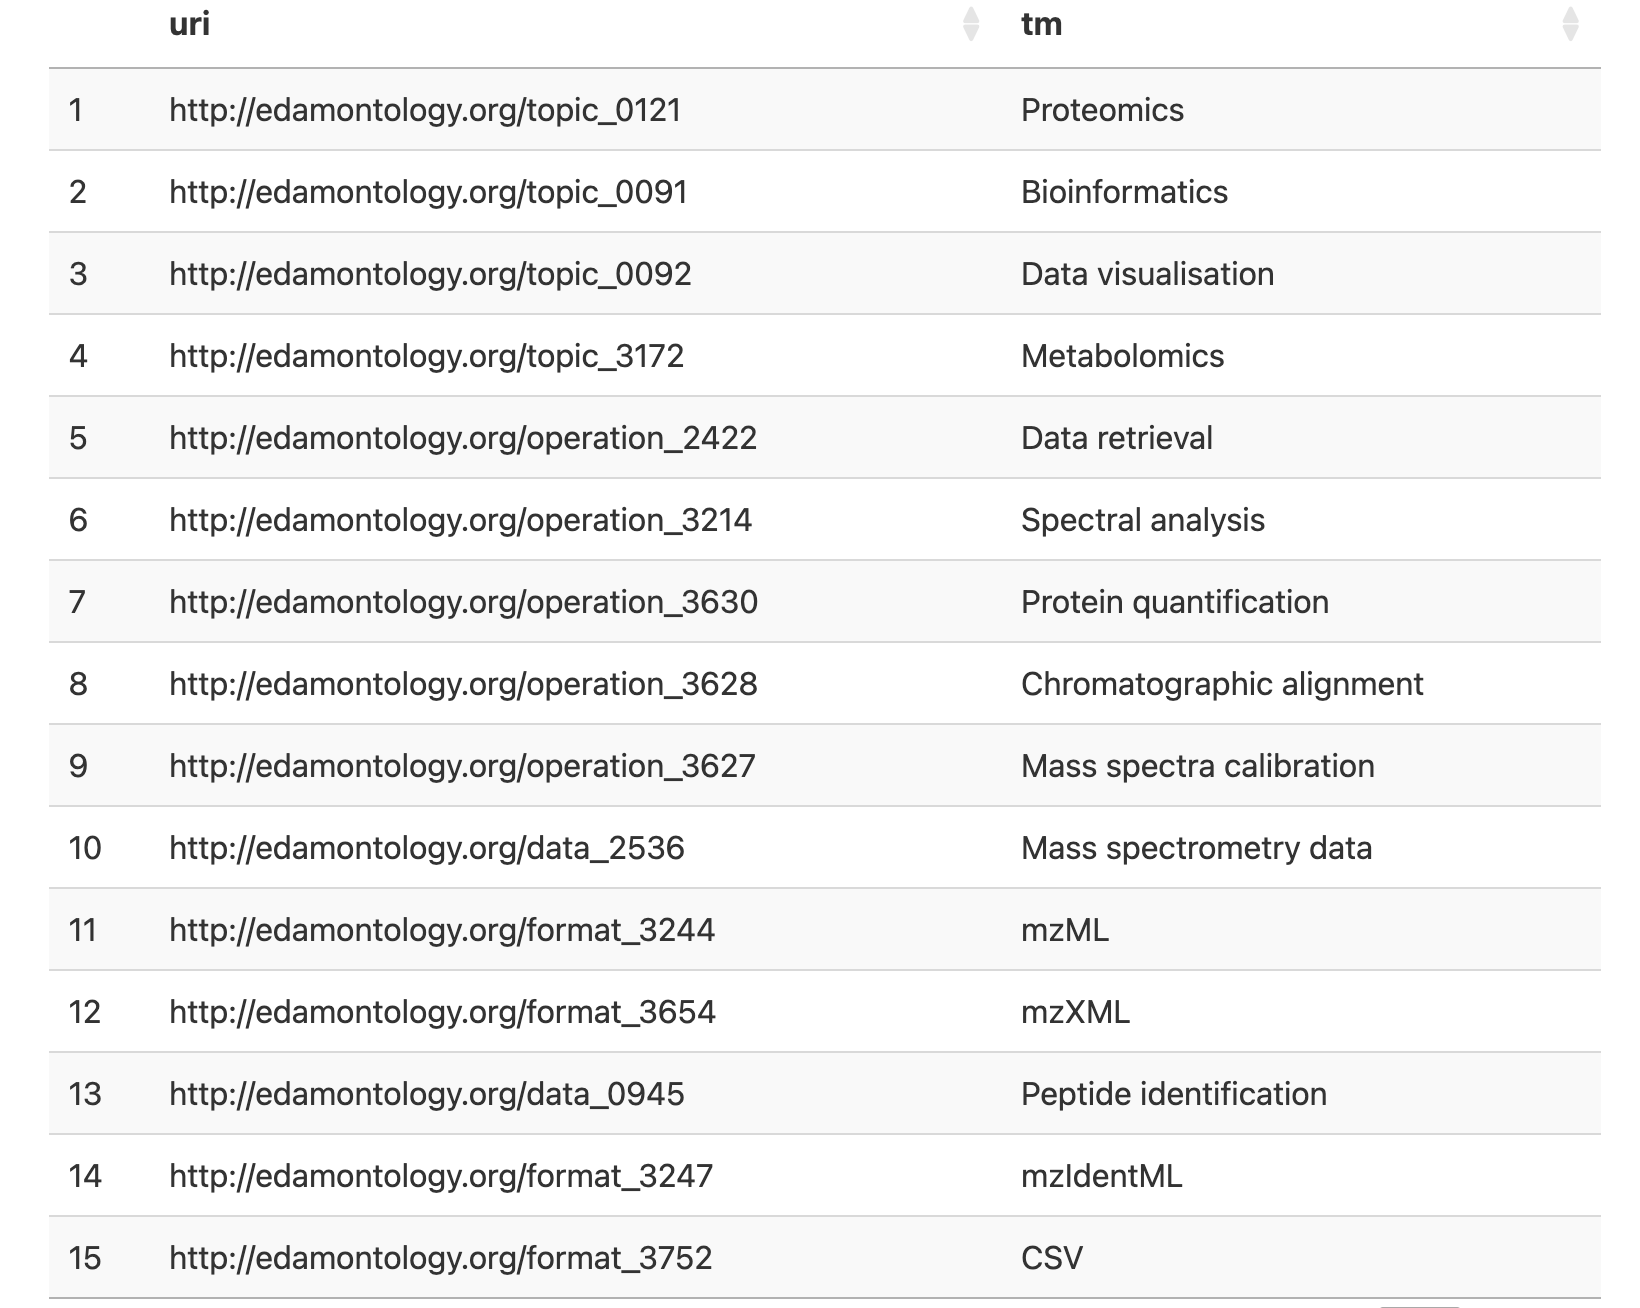 uri tm
1 http://edamontology.org/topic_0121 Proteomics
2 http://edamontology.org/topic_0091 Bioinformatics
3 http://edamontology.org/topic_0092 Data visualisation
4 http://edamontology.org/topic_3172 Metabolomics
5 http://edamontology.org/operation_2422 Data retrieval
6 http://edamontology.org/operation_3214 Spectral analysis
7 http://edamontology.org/operation_3630 Protein quantification
8 http://edamontology.org/operation_3628 Chromatographic alignment
9 http://edamontology.org/operation_3627 Mass spectra calibration
10 http://edamontology.org/data_2536 Mass spectrometry data
11 http://edamontology.org/format_3244 mzML
12 http://edamontology.org/format_3654 mzXML
13 http://edamontology.org/data_0945 Peptide identification
14 http://edamontology.org/format_3247 mzIdentML
15 http://edamontology.org/format_3752 CSV